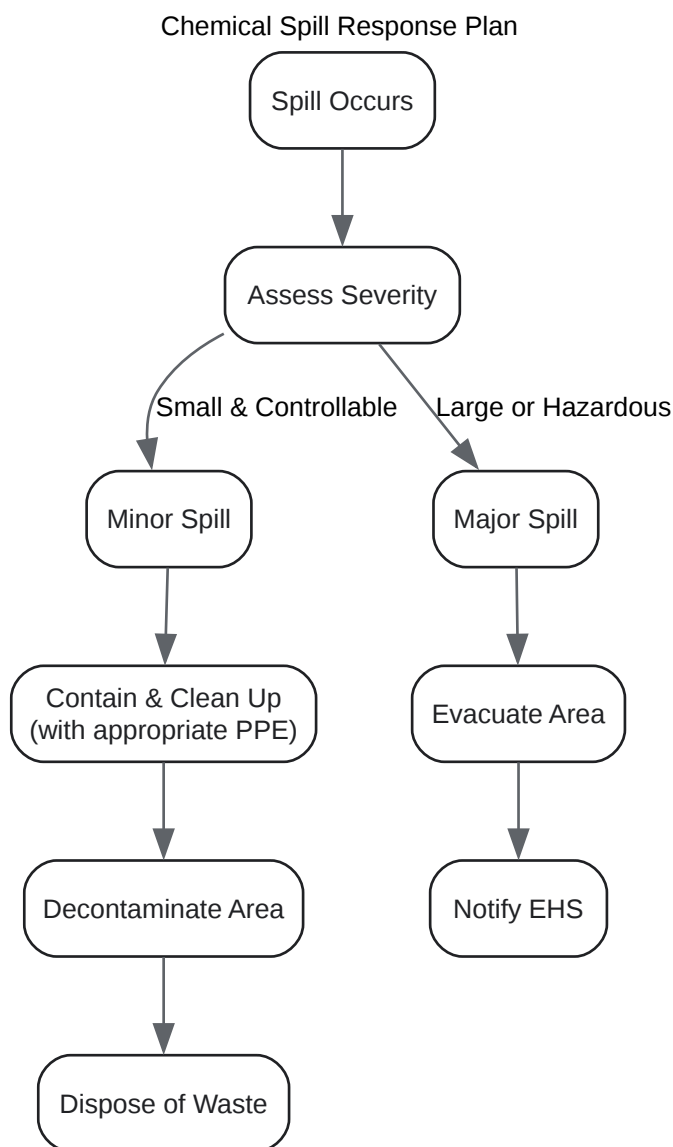 Chemical Spill Response Plan
Spill Occurs
Assess Severity
Small & Controllable
Large or Hazardous
Minor Spill
Major Spill
Contain & Clean Up
(with appropriate PPE)
Evacuate Area
Decontaminate Area
Notify EHS
Dispose of Waste